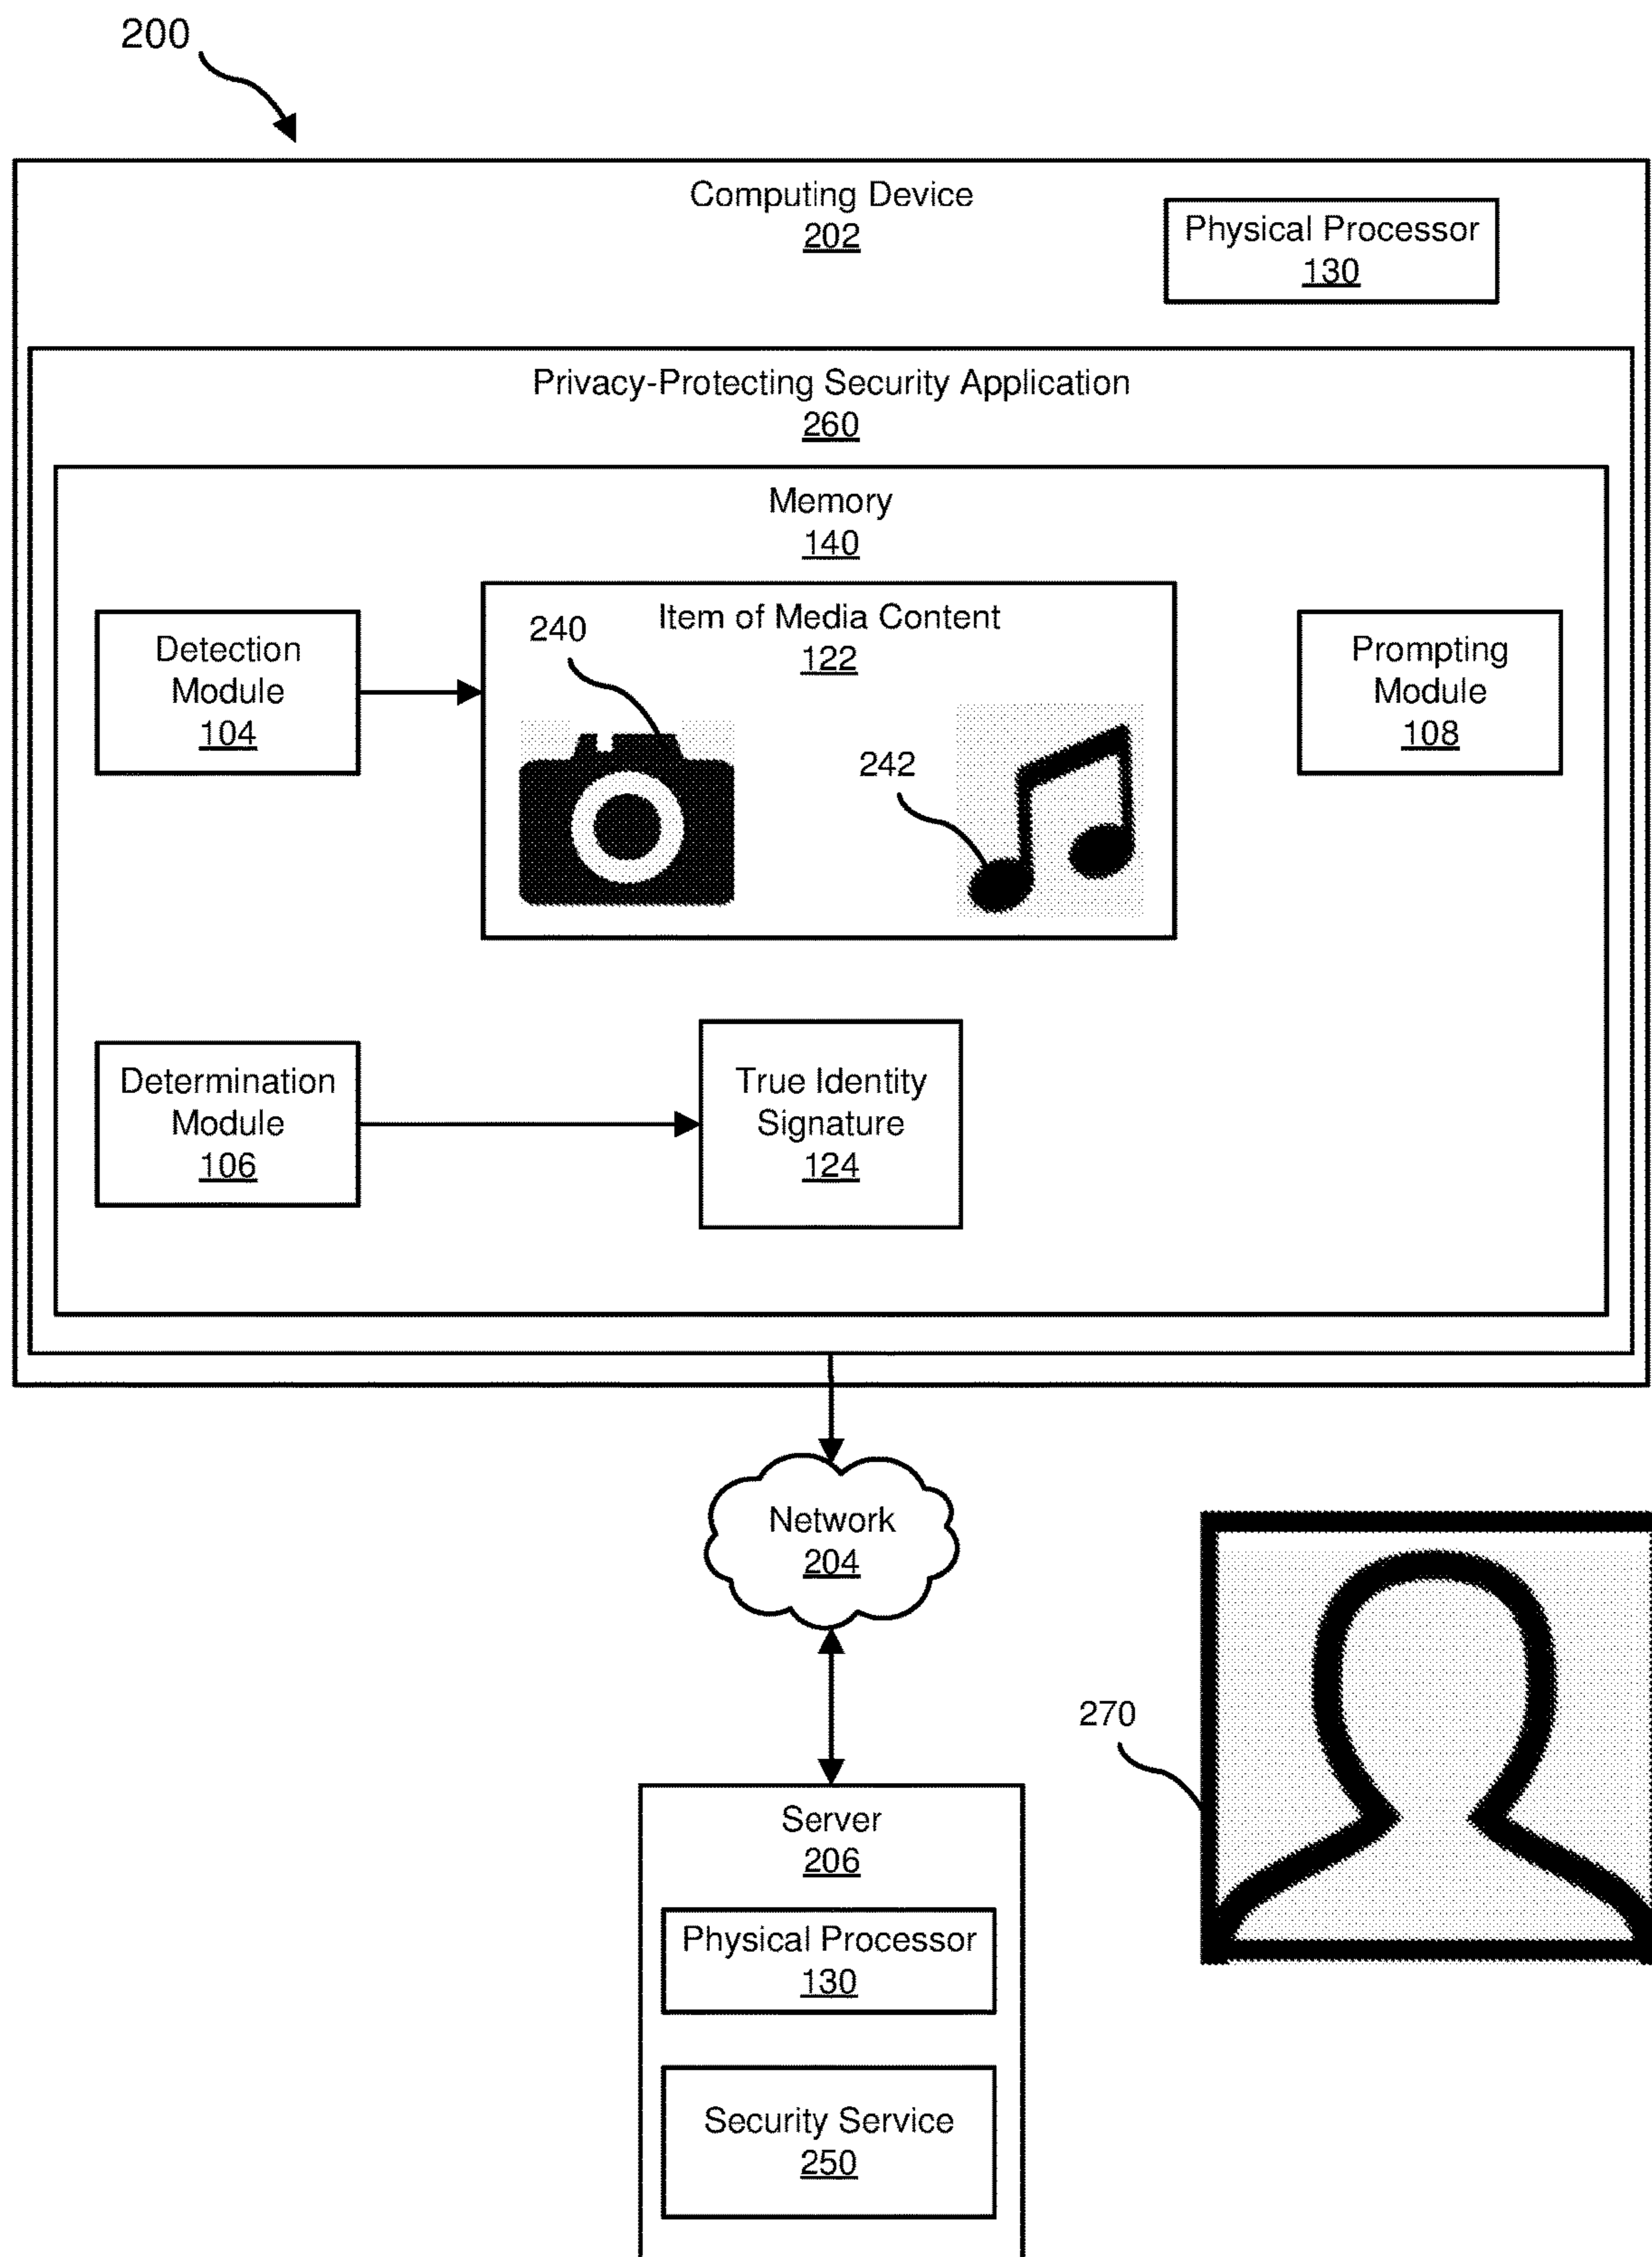 200
Computing Device
202
Physical Processor
130
Privacy-Protecting Security Application
260
Memory
140
Detection
Module
104
Item of Media Content
122
240
242
Prompting
Module
108
Determination
Module
106
True Identity
Signature
124
Network
204
270
Server
206
Physical Processor
130
Security Service
250